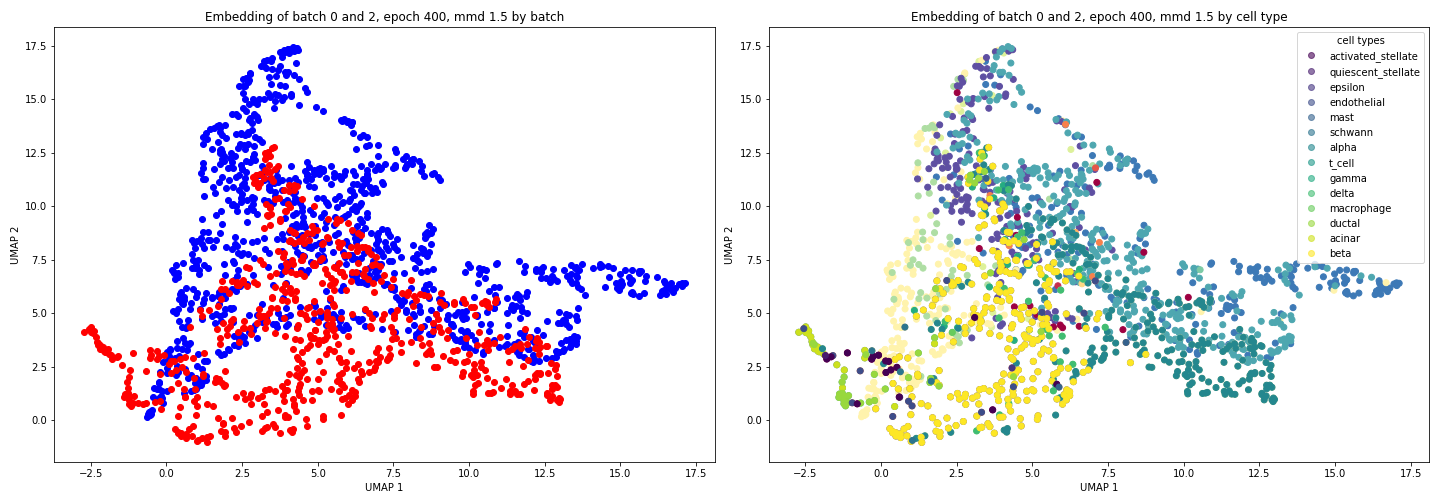 Embedding of batch 0 and 2, epoch 400, mmd 1.5 by batch
17.5
15.0
12.5
10.0
7.5
5.0
2.5
0.0
UMAP 2
−2.5
0.0
2.5
5.0
7.5
10.0
12.5
15.0
17.5
UMAP 1
Embedding of batch 0 and 2, epoch 400, mmd 1.5 by cell type
17.5
15.0
12.5
10.0
7.5
5.0
2.5
0.0
UMAP 2
−2.5
0.0
2.5
5.0
7.5
10.0
12.5
15.0
17.5
UMAP 1
cell types
activated_stellate
quiescent_stellate
epsilon
endothelial
mast
schwann
alpha
t_cell
gamma
delta
macrophage
ductal
acinar
beta